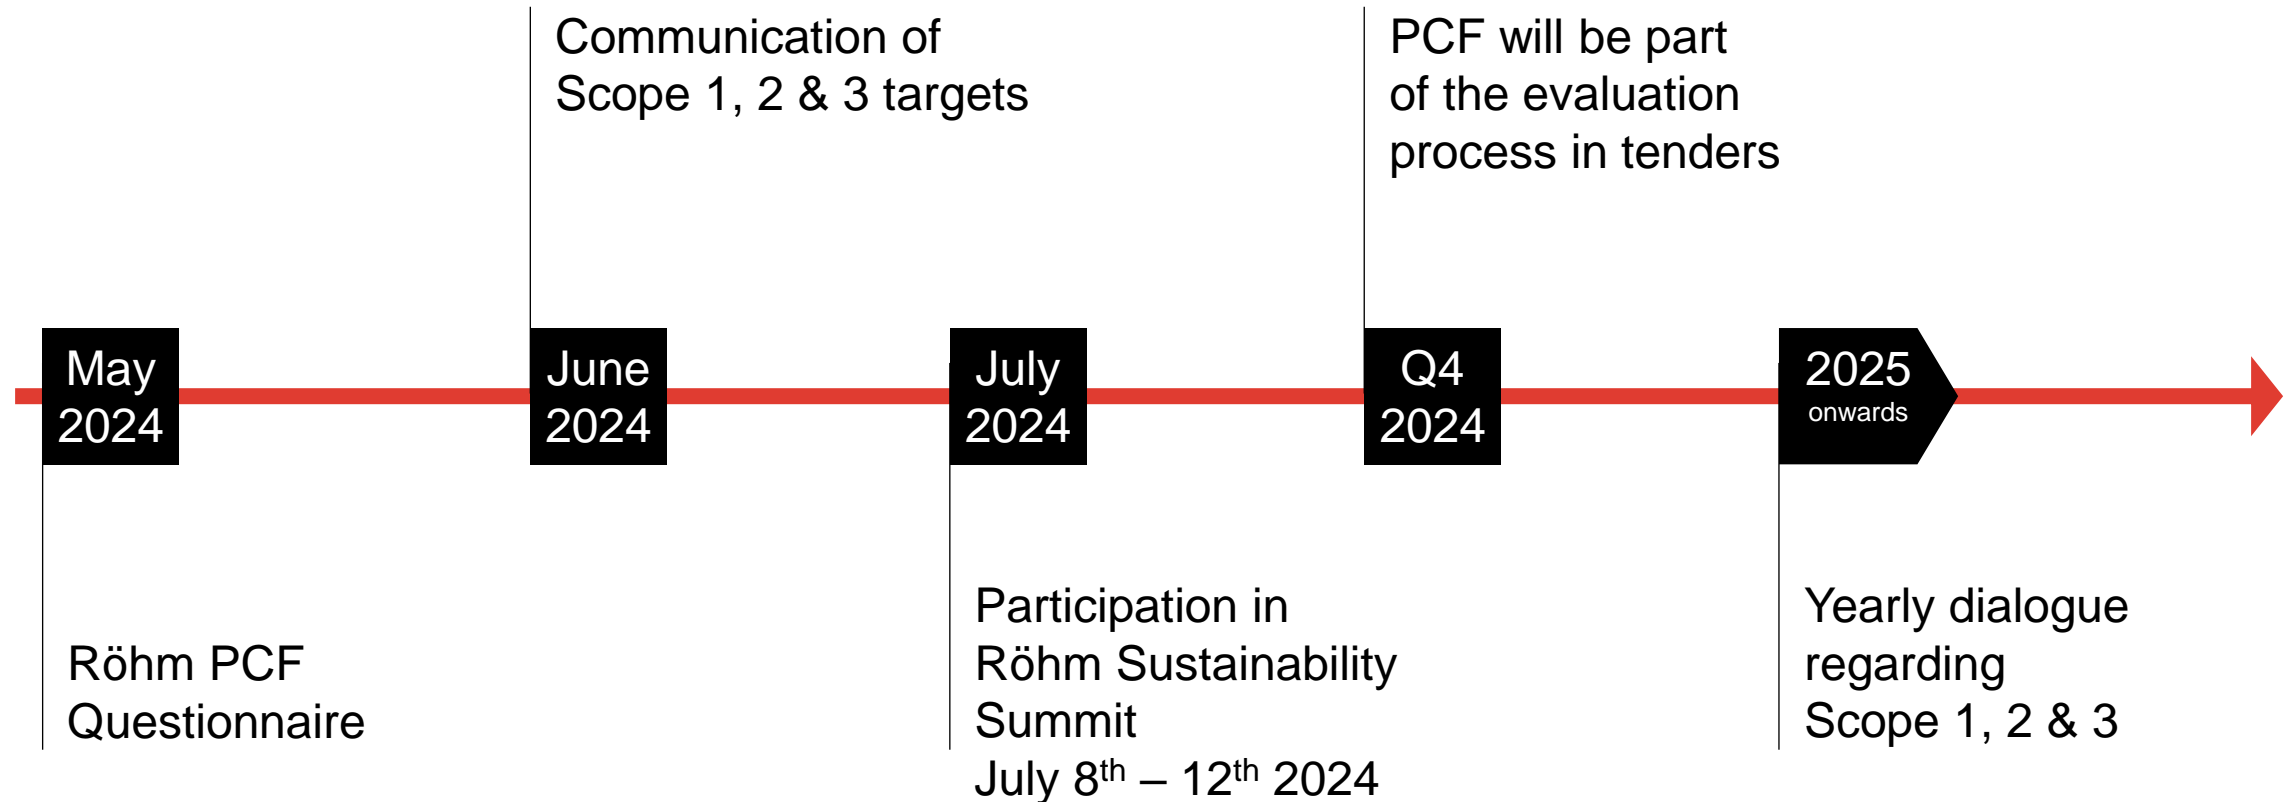 Communication of
Scope 1, 2 & 3 targets
PCF will be part
of the evaluation
process in tenders
May
2024
June
2024
July
2024
Q4
2024
2025
onwards
Röhm PCF
Questionnaire
Participation in
Röhm Sustainability
Summit
July 8th – 12th 2024
Yearly dialogue
regarding
Scope 1, 2 & 3